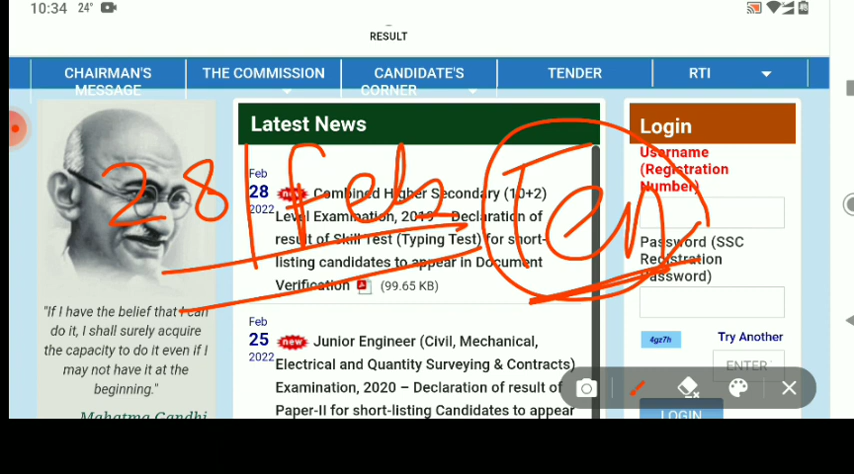 10:34 24°
RESULT
CHAIRMAN'S MESSAGE
THE COMMISSION
CANDIDATE'S CORNER
TENDER
RTI
Latest News
Feb
28
2022
new Combined Higher Secondary (10+2)
Level Examination, 2019 – Declaration of
result of Skill Test (Typing Test) for short-
listing candidates to appear in Document
Verification (99.65 KB)
Feb
25
2022
new Junior Engineer (Civil, Mechanical,
Electrical and Quantity Surveying & Contracts)
Examination, 2020 – Declaration of result of
Paper-II for short-listing Candidates to appear
Login
Username
(Registration
Number)
Password (SSC
Registration
Password)
4gz7h
Try Another
ENTER
LOGIN
"If I have the belief that I can
do it, I shall surely acquire
the capacity to do it even if I
may not have it at the
beginning."
Mahatma Gandhi
28 Feb Ten